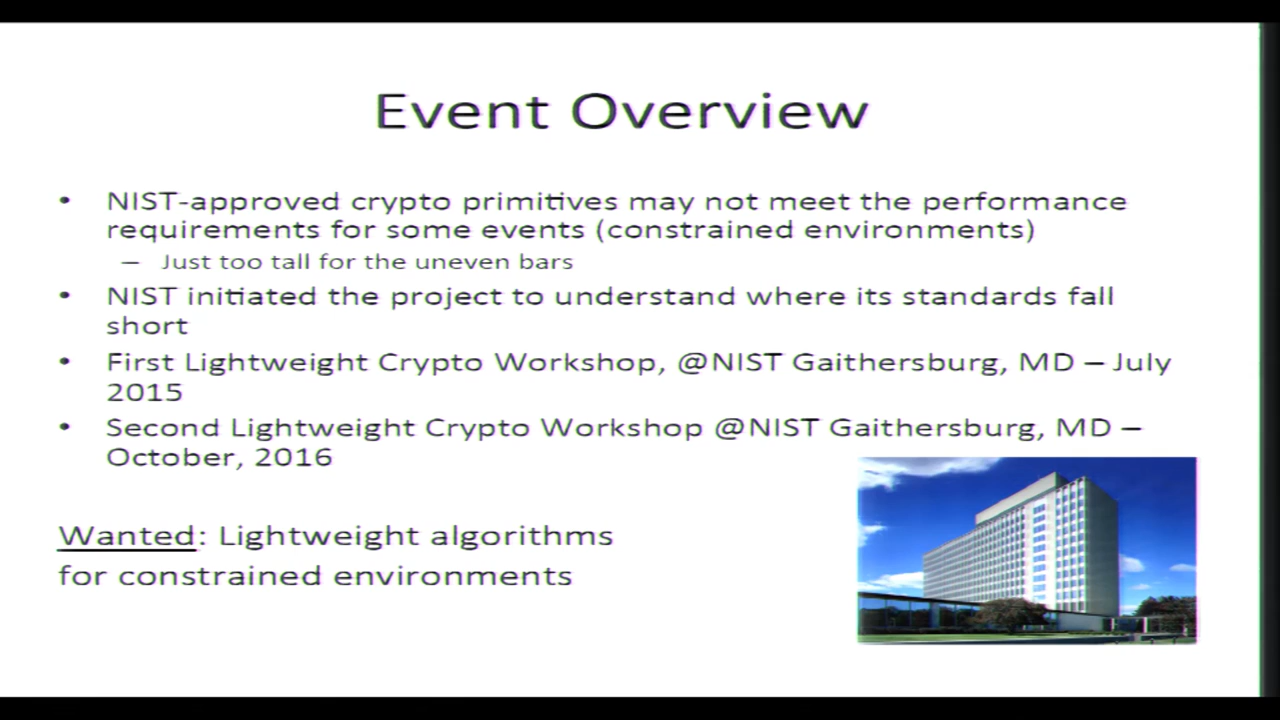 Event Overview
• NIST-approved crypto primitives may not meet the performance
requirements for some events (constrained environments)
– Just too tall for the uneven bars
• NIST initiated the project to understand where its standards fall
short
• First Lightweight Crypto Workshop, @NIST Gaithersburg, MD – July
2015
• Second Lightweight Crypto Workshop @NIST Gaithersburg, MD –
October, 2016
Wanted: Lightweight algorithms
for constrained environments